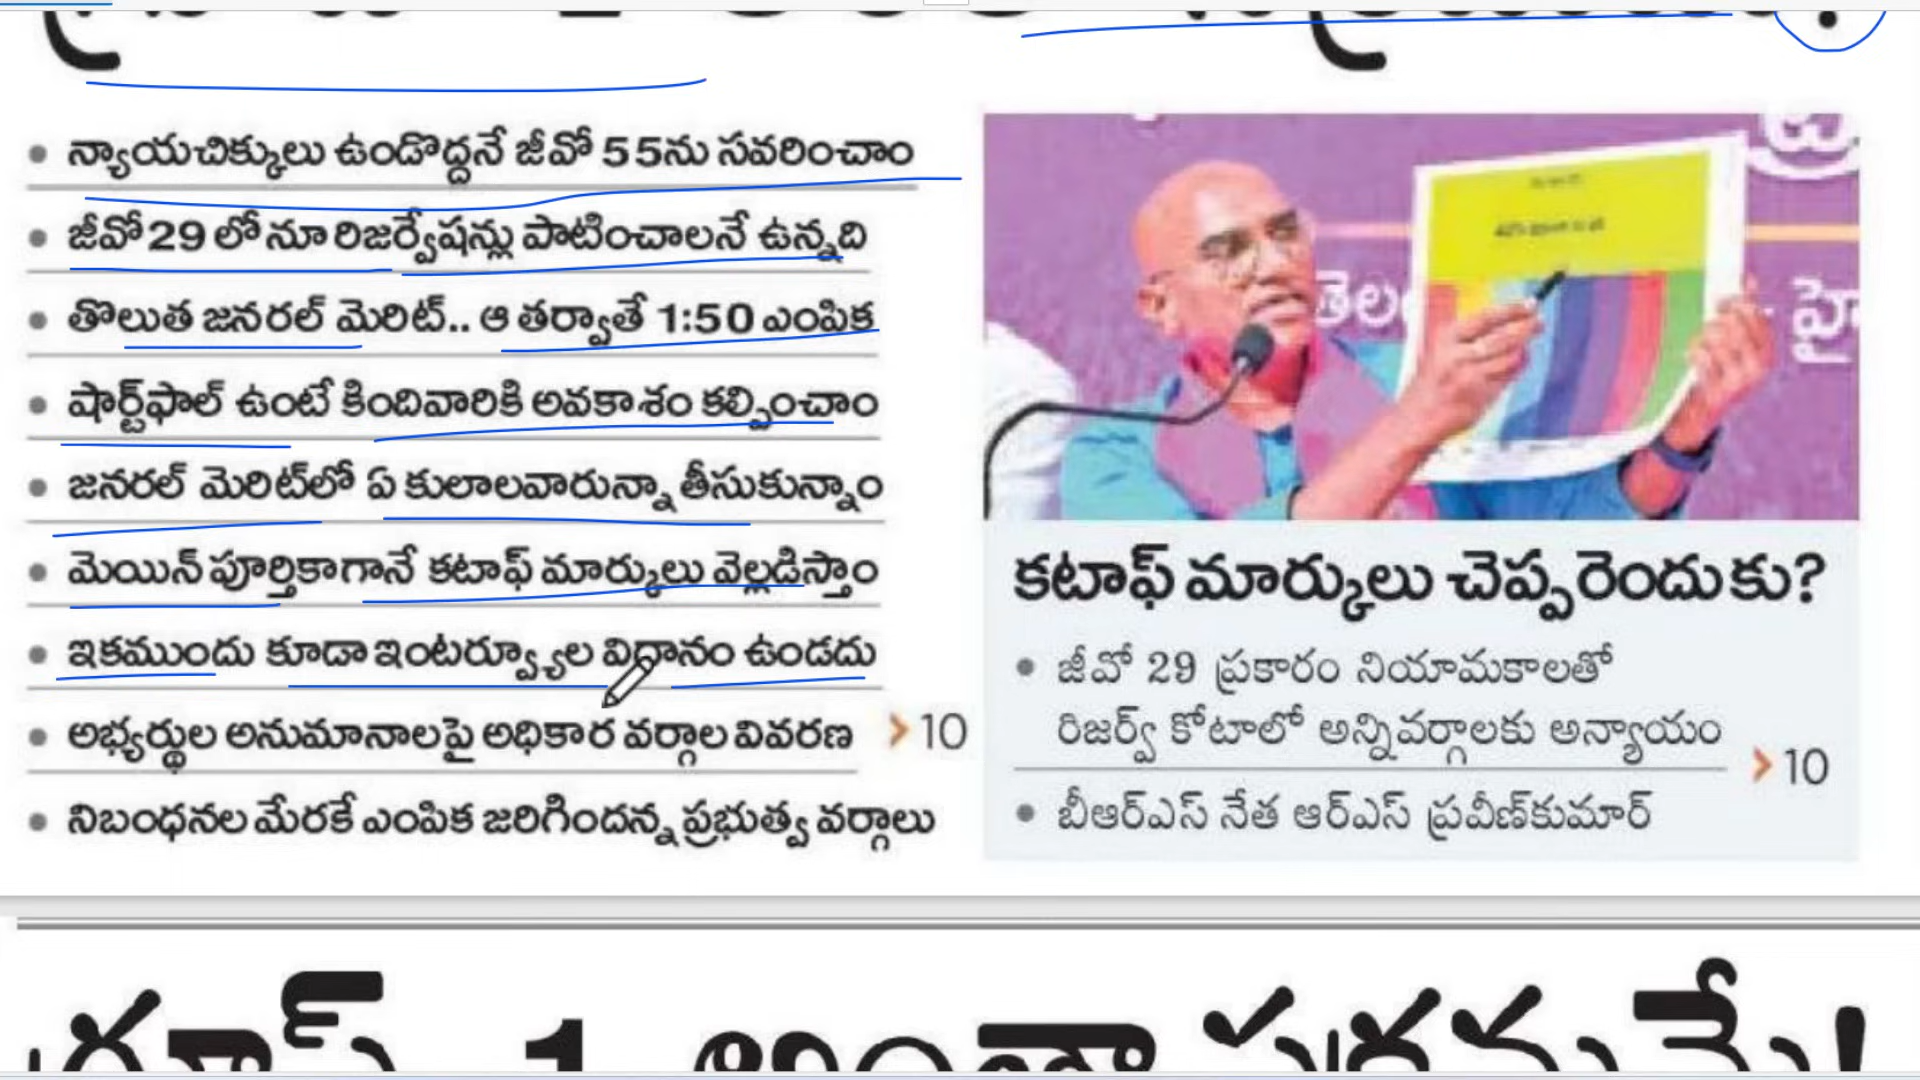 న్యాయచిక్కులు ఉండొద్దనే జీవో 55ను సవరించాం
జీవో 29 లోనూ రిజర్వేషన్లు పాటించాలనే ఉన్నది
తొలుత జనరల్ మెరిట్.. ఆ తర్వాతే 1:50 ఎంపిక
షార్ట్‌ఫాల్ ఉంటే కిందివారికి అవకాశం కల్పించాం
జనరల్ మెరిట్‌లో ఏ కులాలవారున్నా తీసుకున్నాం
మెయిన్ పూర్తికాగానే కటాఫ్ మార్కులు వెల్లడిస్తాం
ఇకముందు కూడా ఇంటర్వ్యూల విధానం ఉండదు
అభ్యర్థుల అనుమానాలపై అధికార వర్గాల వివరణ > 10
నిబంధనల మేరకే ఎంపిక జరిగిందన్న ప్రభుత్వ వర్గాలు
తెల
హై
కటాఫ్ మార్కులు చెప్పరెందుకు?
జీవో 29 ప్రకారం నియామకాలతో
రిజర్వ్ కోటాలో అన్నివర్గాలకు అన్యాయం > 10
బీఆర్ఎస్ నేత ఆర్ఎస్ ప్రవీణ్‌కుమార్